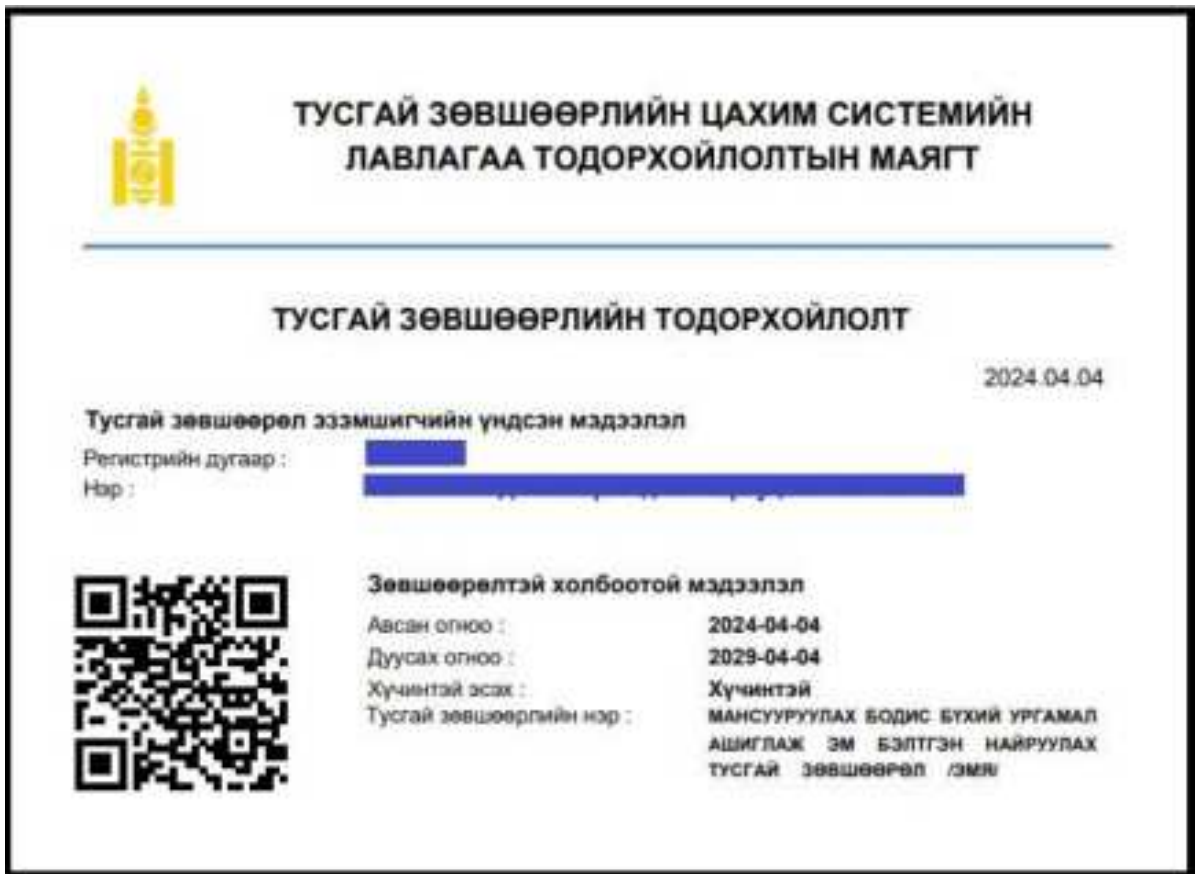 ТУСГАЙ ЗӨВШӨӨРЛИЙН ЦАХИМ СИСТЕМИЙН
ЛАВЛАГАА ТОДОРХОЙЛОЛТЫН МАЯГТ
ТУСГАЙ ЗӨВШӨӨРЛИЙН ТОДОРХОЙЛОЛТ
2024.04.04
Тусгай зөвшөөрөл эзэмшигчийн үндсэн мэдээлэл
Регистрийн дугаар :
Нэр :
Зөвшөөрөлтэй холбоотой мэдээлэл
Авсан огноо : 2024-04-04
Дуусах огноо : 2029-04-04
Хүчинтэй эсэх : Хүчинтэй
Тусгай зөвшөөрлийн нэр : МАНСУУРУУЛАХ БОДИС БҮХИЙ УРГАМАЛ
АШИГЛАЖ ЭМ БЭЛТГЭН НАЙРУУЛАХ
ТУСГАЙ ЗӨВШӨӨРӨЛ /ЭМЯ/